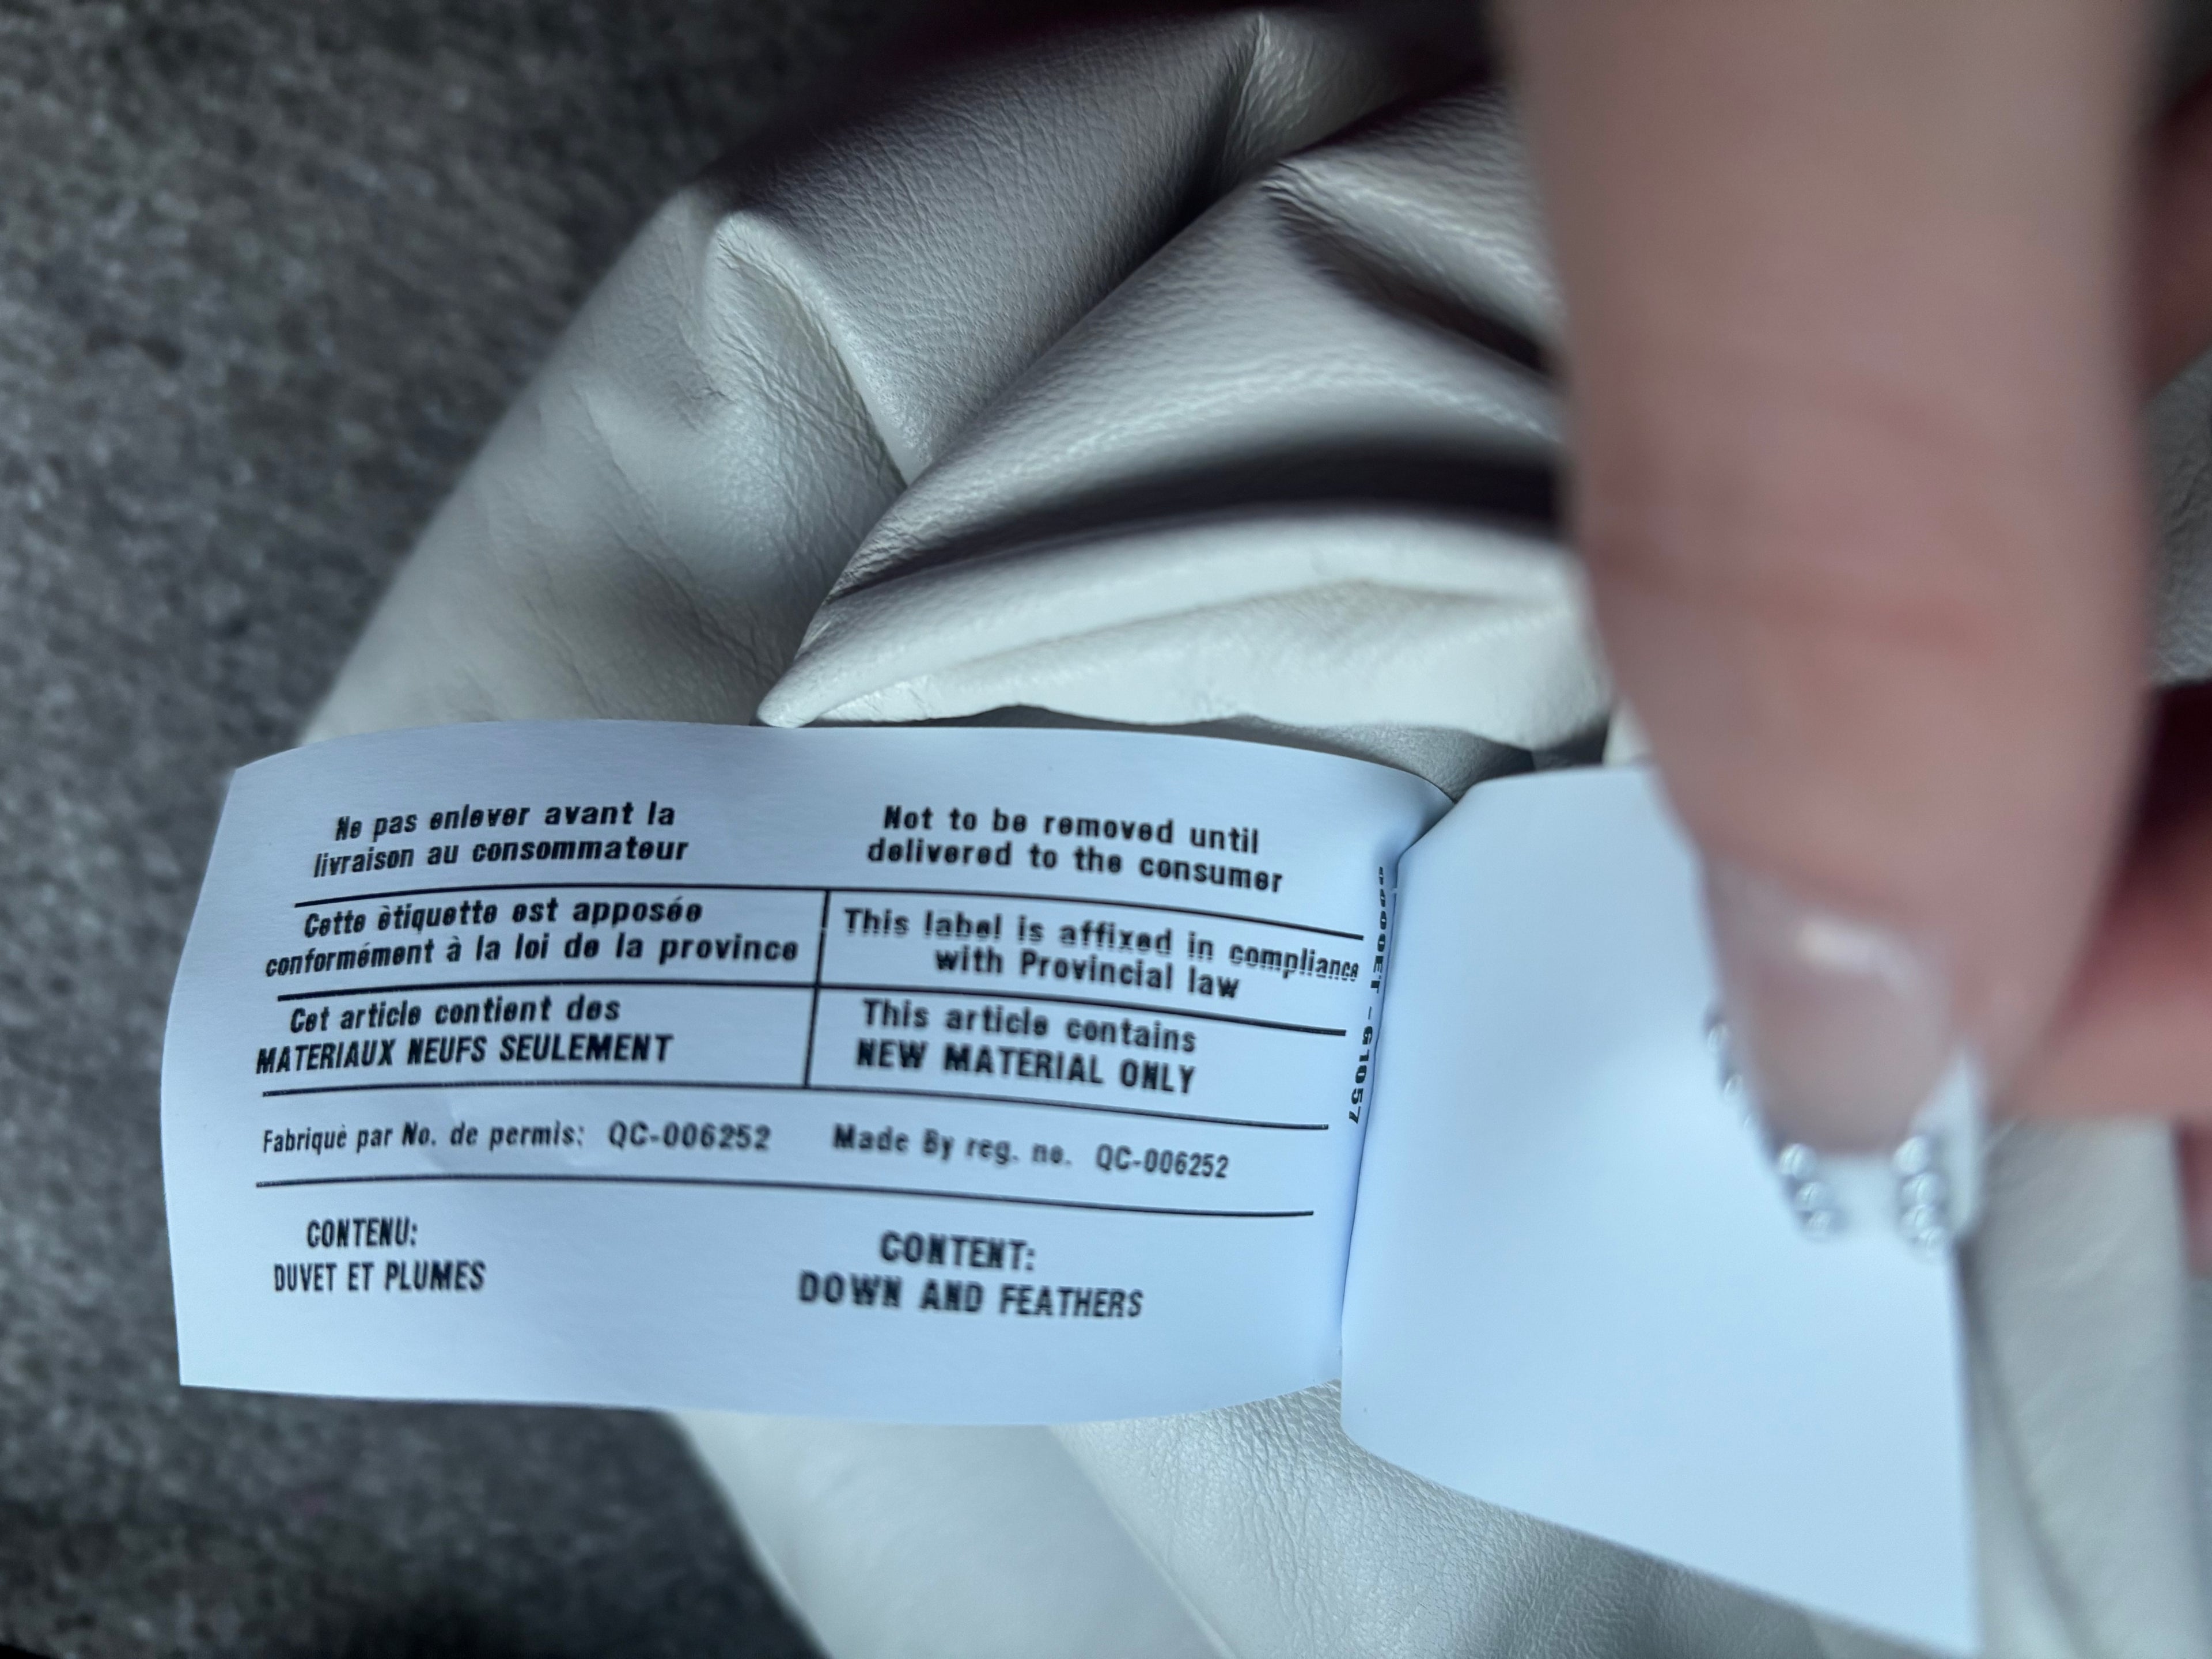 Ne pas enlever avant la
livraison au consommateur
Not to be removed until
delivered to the consumer
Cette ètiquette est apposée
conformément à la loi de la province
This label is affixed in compliance
with Provincial law
Cet article contient des
MATERIAUX NEUFS SEULEMENT
This article contains
NEW MATERIAL ONLY
Fabriquè par No. de permis: QC-006252
Made By reg. no. QC-006252
CONTENU:
DUVET ET PLUMES
CONTENT:
DOWN AND FEATHERS
-61057